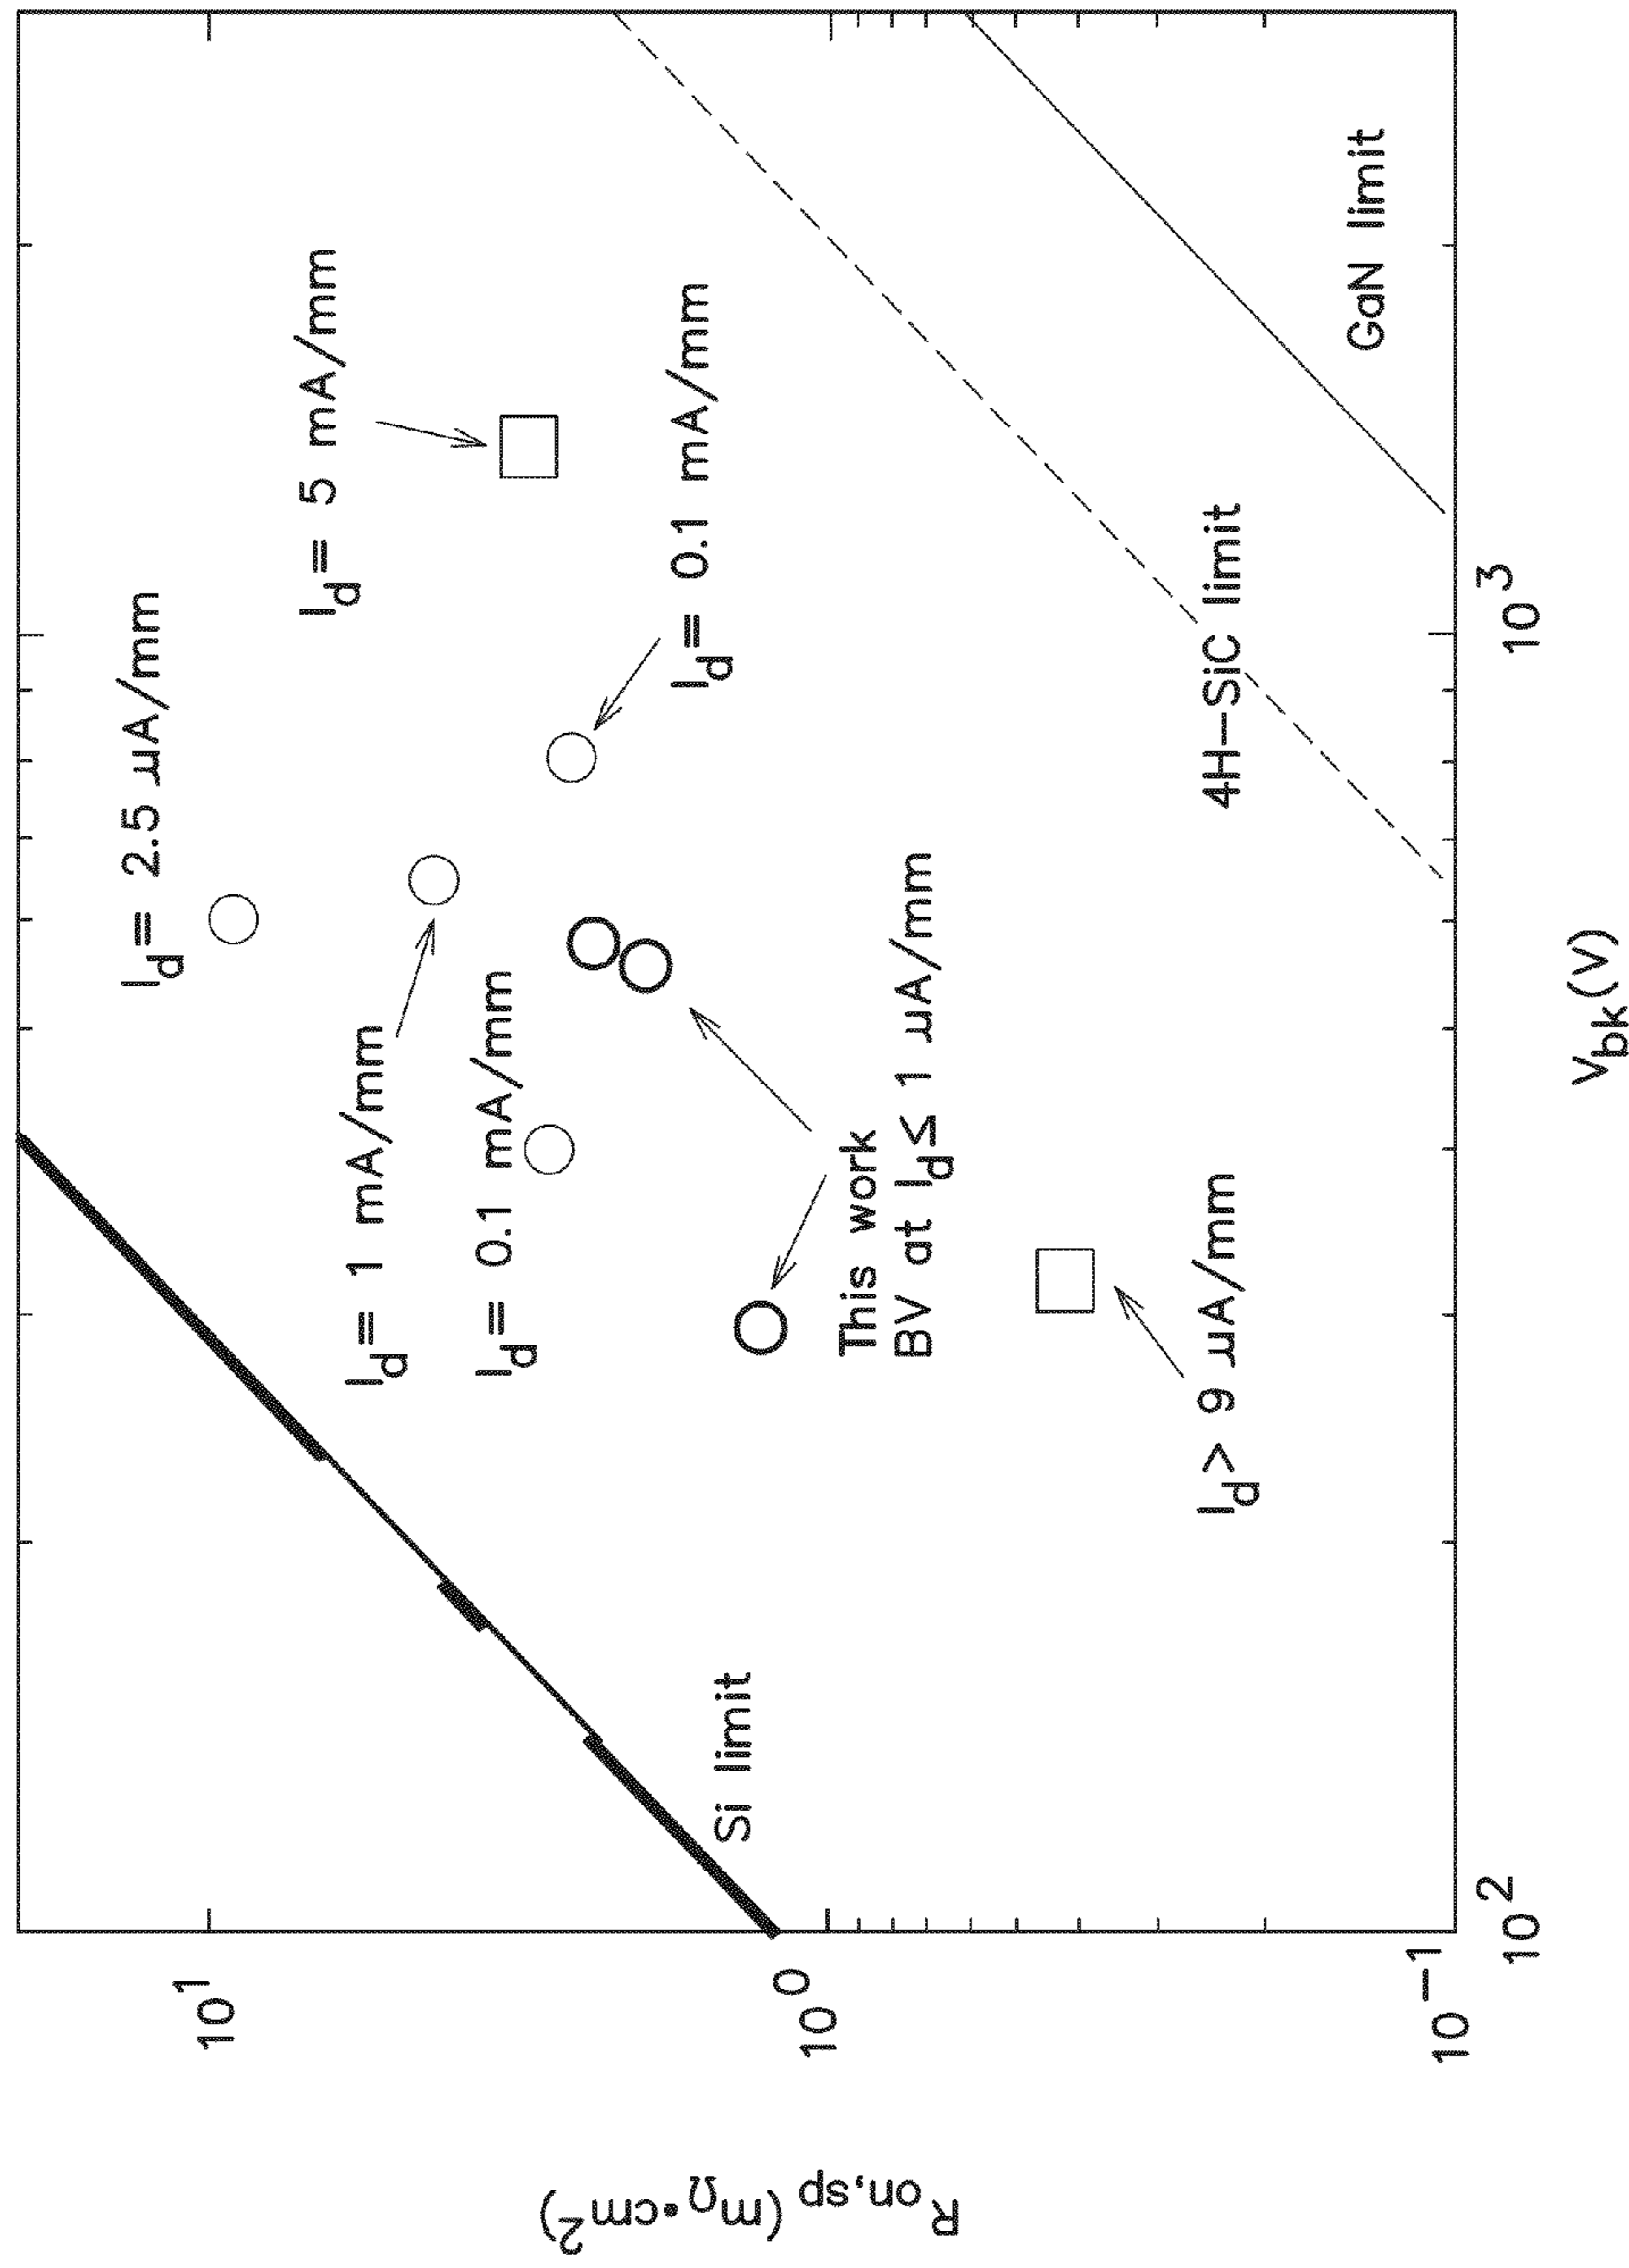 I_d= 2.5 µA/mm
I_d= 5 mA/mm
I_d= 1 mA/mm
I_d= 0.1 mA/mm
I_d= 0.1 mA/mm
Si limit
This work
BV at I_d≤ 1 µA/mm
I_d> 9 µA/mm
4H–SiC limit
GaN limit
R_on,sp (mΩ•cm²)
10¹
10⁰
10⁻¹
10²
10³
V_bk(V)